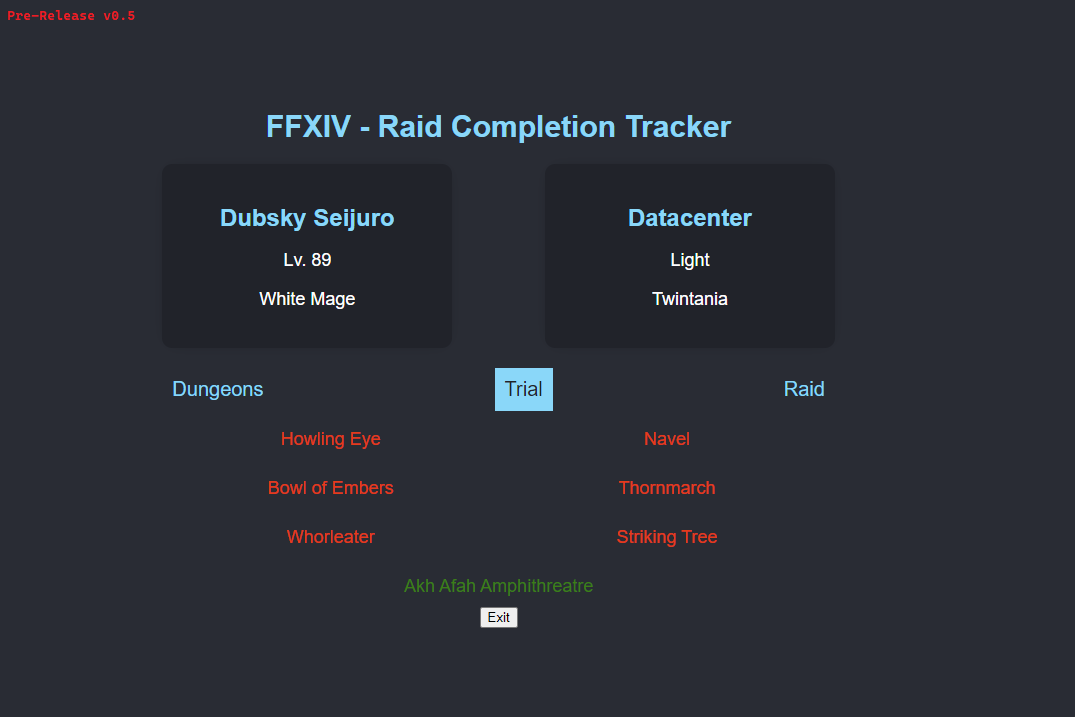 Pre-Release v0.5
FFXIV - Raid Completion Tracker
Dubsky Seijuro
Lv. 89
White Mage
Datacenter
Light
Twintania
Dungeons
Trial
Raid
Howling Eye
Navel
Bowl of Embers
Thornmarch
Whorleater
Striking Tree
Akh Afah Amphithreatre
Exit